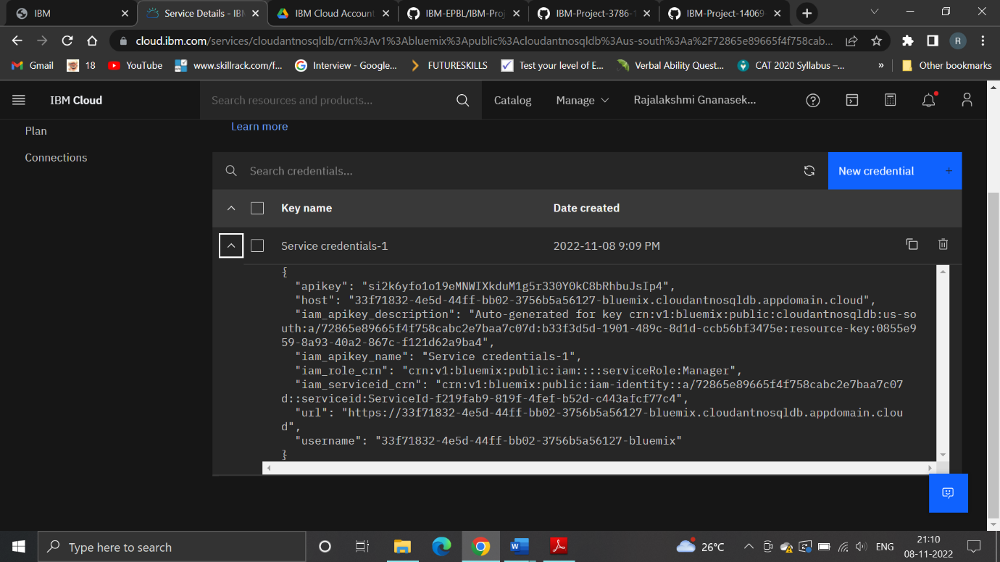 IBM
Service Details - IBM
IBM Cloud Account
IBM-EPBL/IBM-Proj
IBM-Project-3786-1
IBM-Project-14069-
cloud.ibm.com/services/cloudantnosqldb/crn%3Av1%3Abluemix%3Apublic%3Acloudantnosqldb%3Aus-south%3Aa%2F72865e89665f4f758cab...
R
Gmail
18
YouTube
www.skillrack.com/f...
Interview - Google...
FUTURESKILLS
Test your level of E...
Verbal Ability Quest...
CAT 2020 Syllabus –...
»
Other bookmarks
IBM Cloud
Search resources and products...
Catalog
Manage
Rajalakshmi Gnanasek...
Plan
Connections
Learn more
Search credentials...
New credential +
Key name
Date created
Service credentials-1
2022-11-08 9:09 PM
{
"apikey": "si2k6yfo1o19eMNWIXkduM1g5r330Y0kC8bRhbuJsIp4",
"host": "33f71832-4e5d-44ff-bb02-3756b5a56127-bluemix.cloudantnosqldb.appdomain.cloud",
"iam_apikey_description": "Auto-generated for key crn:v1:bluemix:public:cloudantnosqldb:us-so
uth:a/72865e89665f4f758cabc2e7baa7c07d:b33f3d5d-1901-489c-8d1d-ccb56bf3475e:resource-key:0855e9
59-8a93-40a2-867c-f121d62a9ba4",
"iam_apikey_name": "Service credentials-1",
"iam_role_crn": "crn:v1:bluemix:public:iam::::serviceRole:Manager",
"iam_serviceid_crn": "crn:v1:bluemix:public:iam-identity::a/72865e89665f4f758cabc2e7baa7c07
d::serviceid:ServiceId-f219fab9-819f-4fef-b52d-c443afcf77c4",
"url": "https://33f71832-4e5d-44ff-bb02-3756b5a56127-bluemix.cloudantnosqldb.appdomain.clou
d",
"username": "33f71832-4e5d-44ff-bb02-3756b5a56127-bluemix"
}
Type here to search
26°C
ENG
21:10
08-11-2022